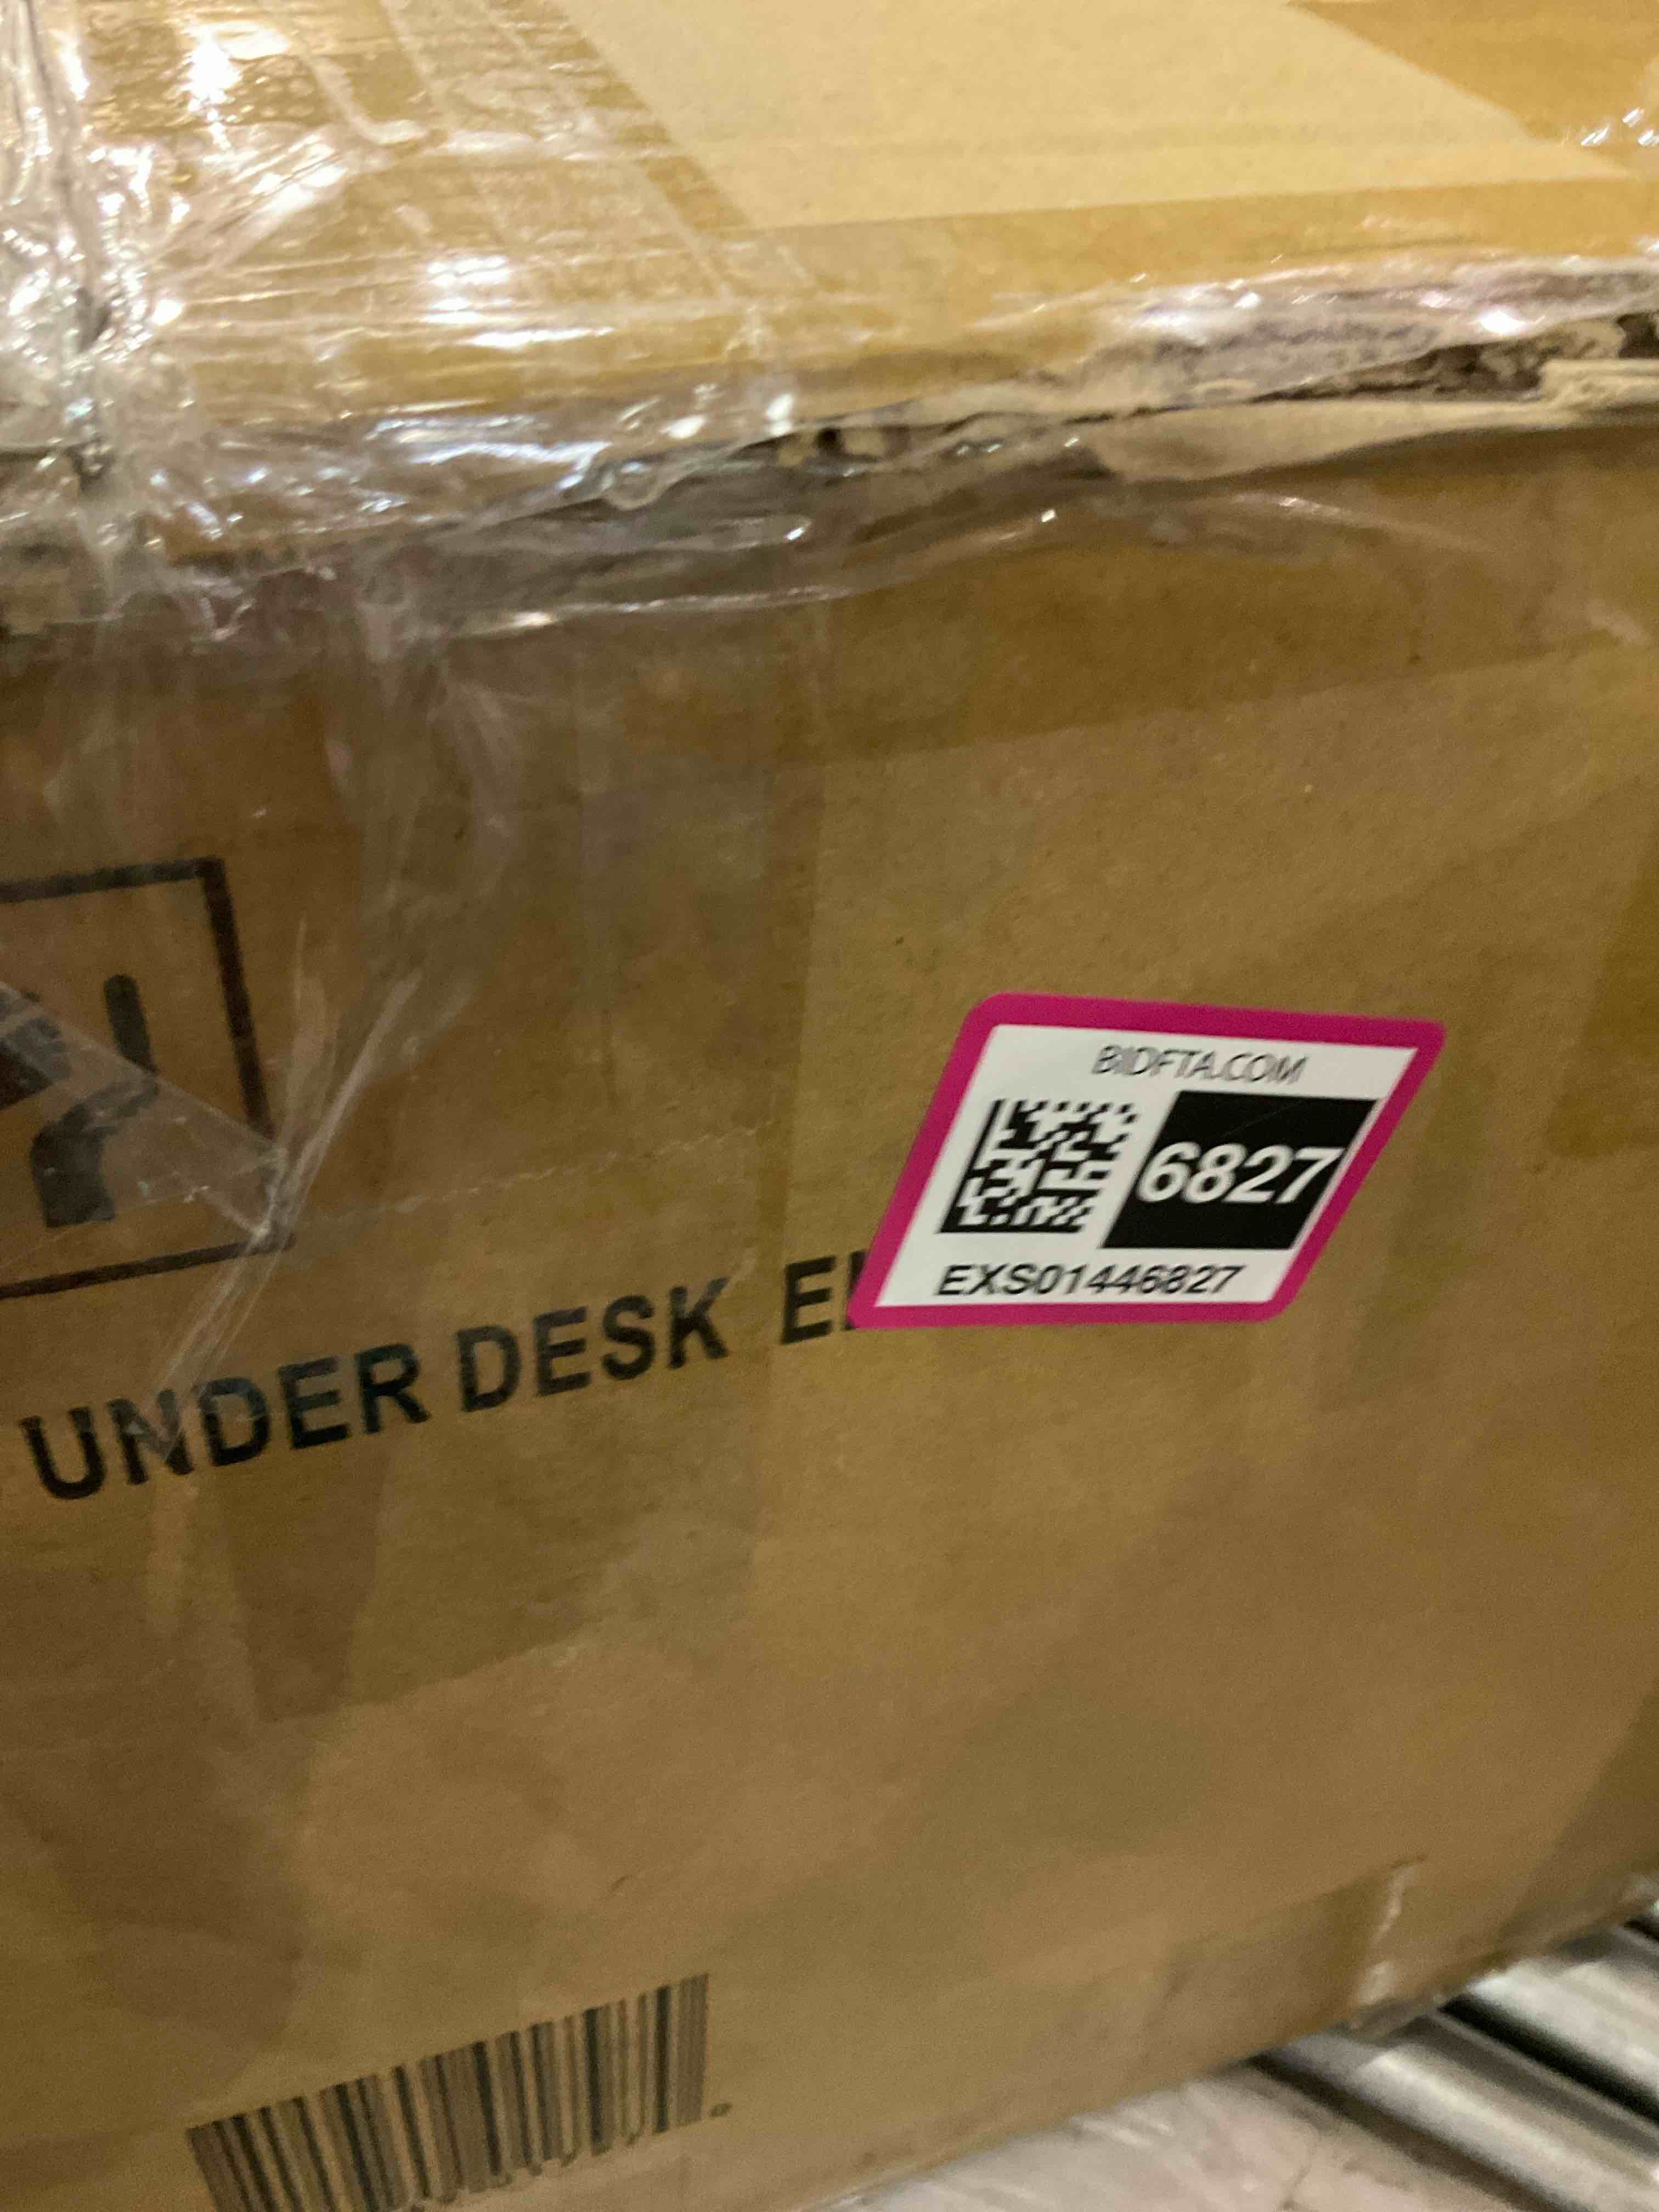 BIDFTA.COM
6827
EXS01446827
UNDER DESK